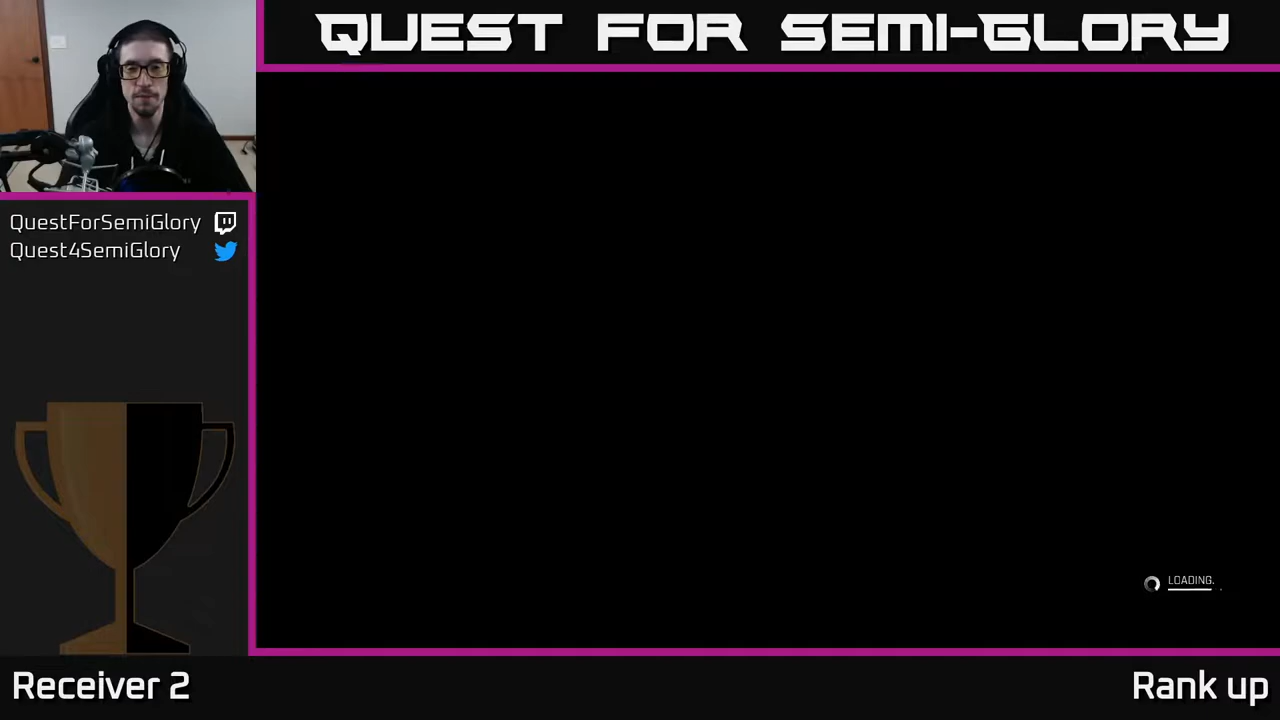 QUEST FOR SEMI-GLORY
QuestForSemiGlory
Quest4SemiGlory
LOADING.
Receiver 2
Rank up